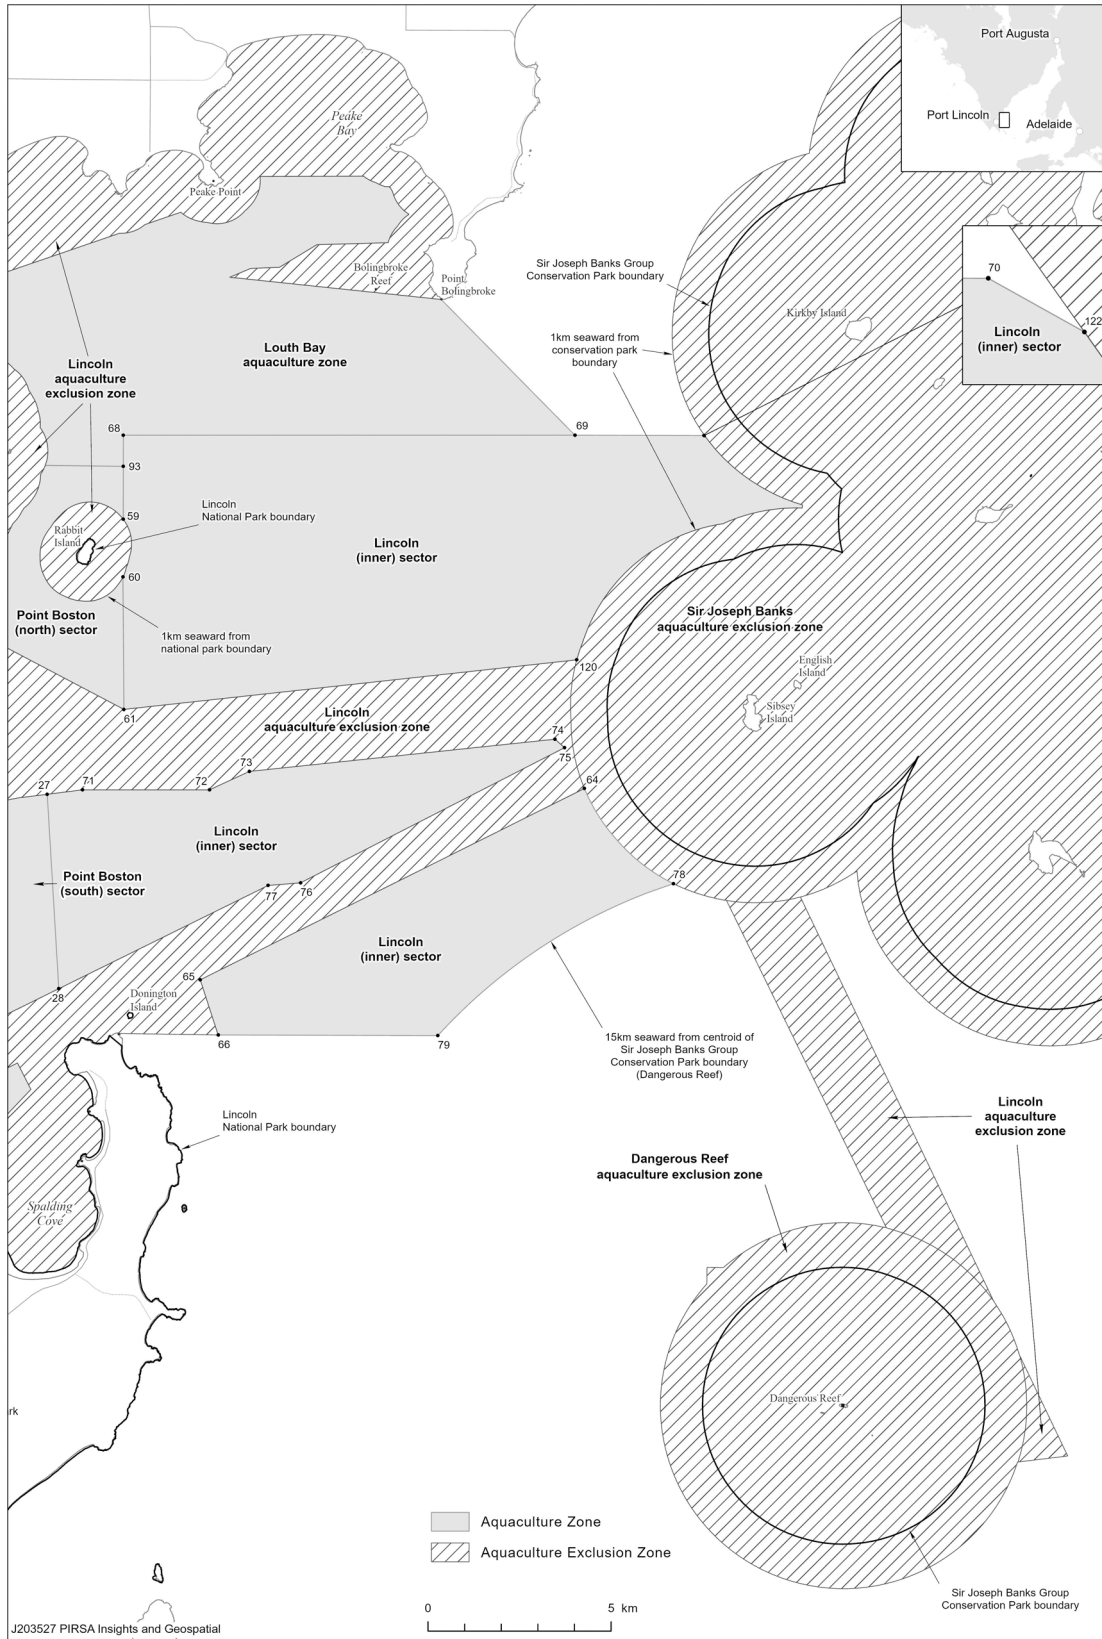 Port Augusta
Port Lincoln
Adelaide
Peake
Bay
Peake Point
Bolingbroke
Reef
Point
Bolingbroke
Sir Joseph Banks Group
Conservation Park boundary
Kirkby Island
70
122
Lincoln
(inner) sector
1km seaward from
conservation park
boundary
Louth Bay
aquaculture zone
Lincoln
aquaculture
exclusion zone
68
69
93
59
Lincoln
National Park boundary
Rabbit
Island
Lincoln
(inner) sector
60
Point Boston
(north) sector
1km seaward from
national park boundary
Sir Joseph Banks
aquaculture exclusion zone
120
English
Island
Sibsey
Island
61
Lincoln
aquaculture exclusion zone
74
75
73
72
71
27
64
Lincoln
(inner) sector
Point Boston
(south) sector
78
77
76
Lincoln
(inner) sector
65
28
Donington
Island
66
79
15km seaward from centroid of
Sir Joseph Banks Group
Conservation Park boundary
(Dangerous Reef)
Lincoln
National Park boundary
Lincoln
aquaculture
exclusion zone
Dangerous Reef
aquaculture exclusion zone
Spalding
Cove
Dangerous Reef
rk
Aquaculture Zone
Aquaculture Exclusion Zone
Sir Joseph Banks Group
Conservation Park boundary
0 5 km
J203527 PIRSA Insights and Geospatial